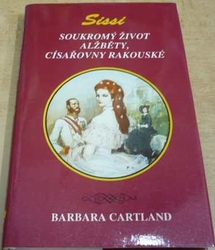 Sissi
SOUKROMÝ ŽIVOT
ALŽBĚTY,
CÍSAŘOVNY RAKOUSKÉ
BARBARA CARTLAND